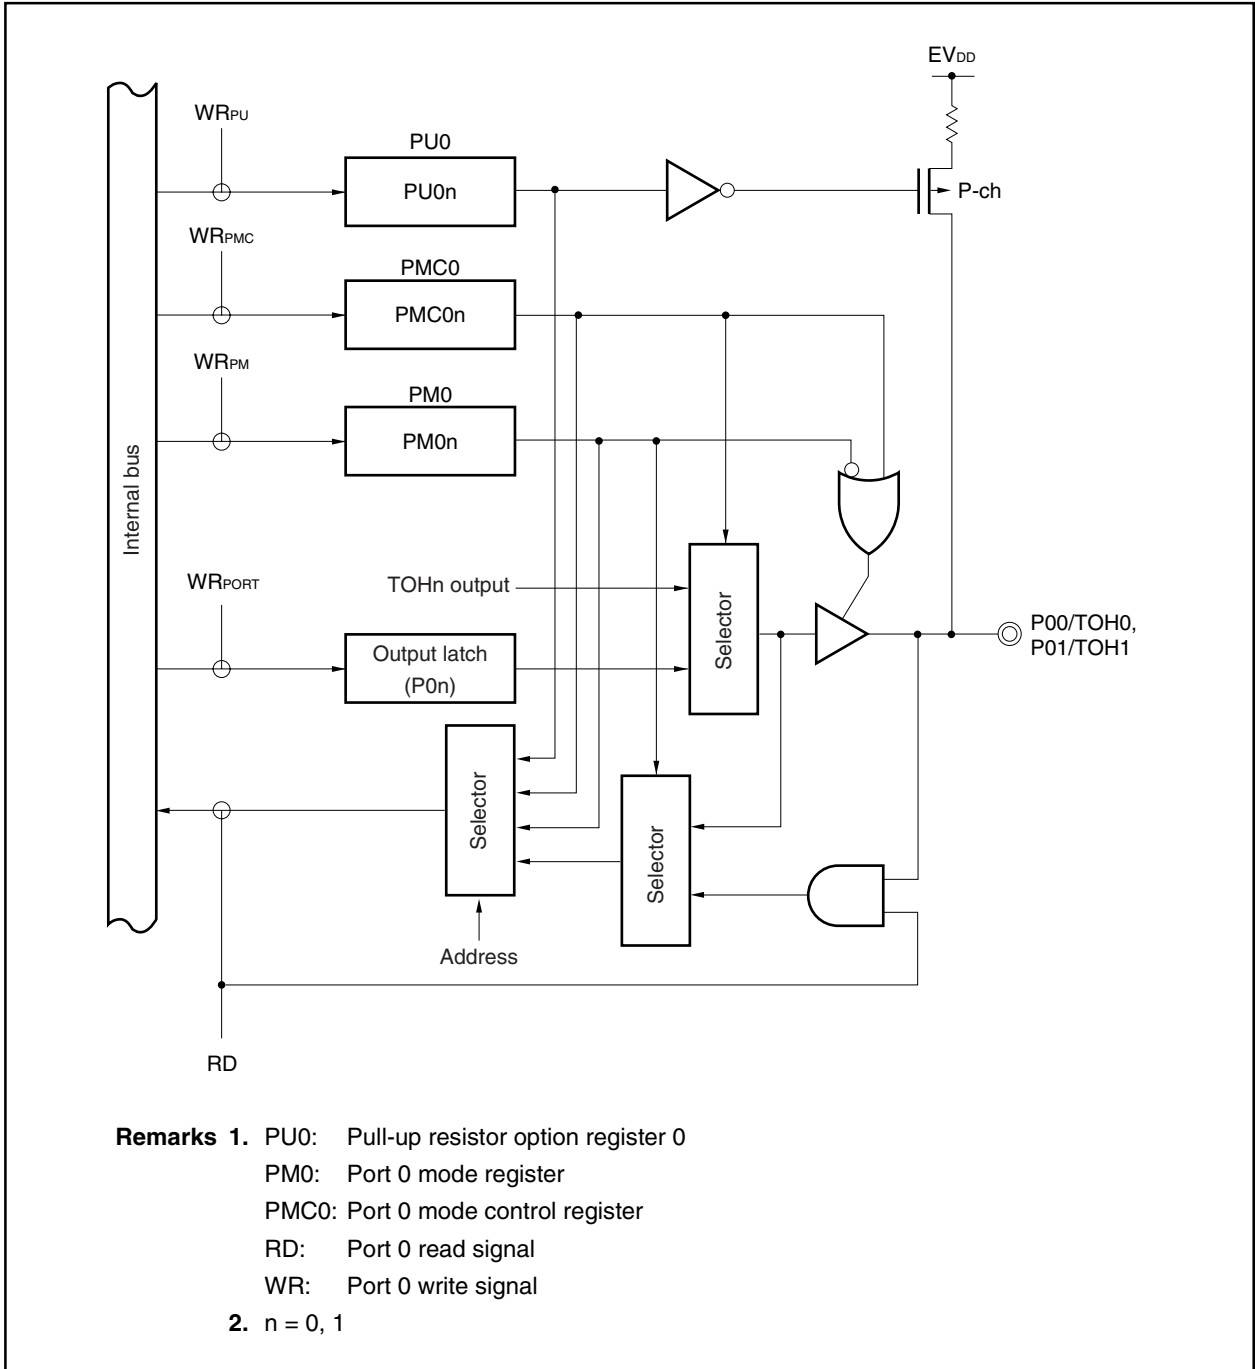 EVDD
WRPU
PU0
PU0n
P-ch
WRPMC
PMC0
PMC0n
WRPM
PM0
PM0n
Internal bus
WRPORT
TOHn output
Output latch
(P0n)
Selector
P00/TOH0,
P01/TOH1
Selector
Selector
Address
RD
Remarks 1. PU0: Pull-up resistor option register 0
PM0: Port 0 mode register
PMC0: Port 0 mode control register
RD: Port 0 read signal
WR: Port 0 write signal
2. n = 0, 1